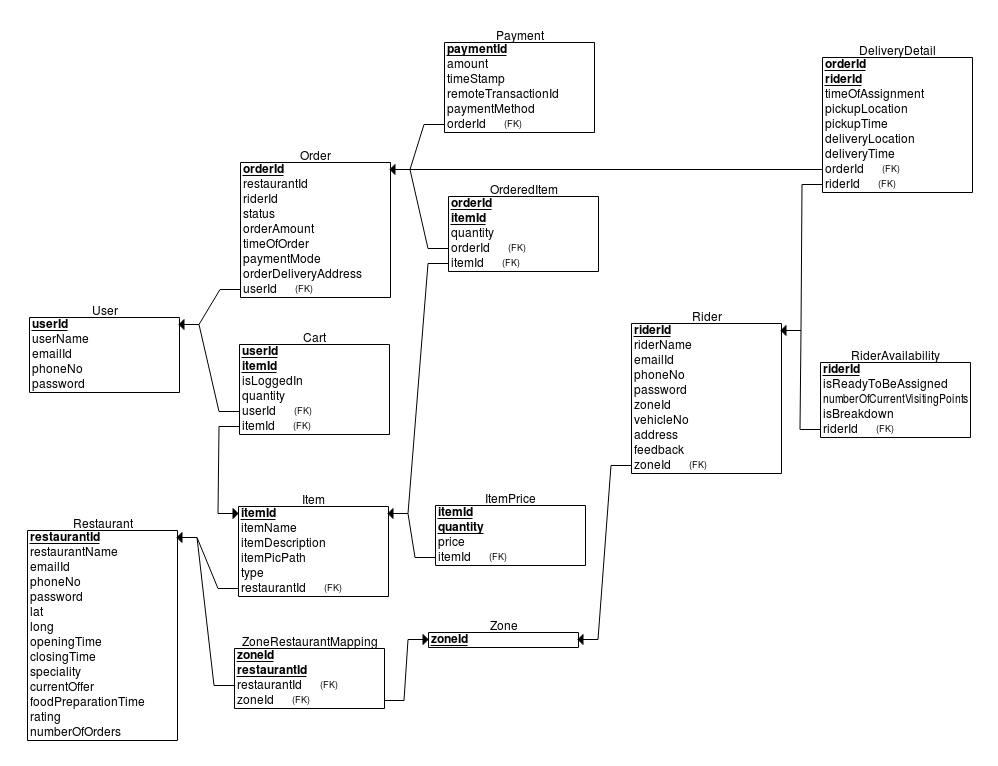 Payment
paymentId
amount
timeStamp
remoteTransactionId
paymentMethod
orderId (FK)
DeliveryDetail
orderId
riderId
timeOfAssignment
pickupLocation
pickupTime
deliveryLocation
deliveryTime
orderId (FK)
riderId (FK)
Order
orderId
restaurantId
riderId
status
orderAmount
timeOfOrder
paymentMode
orderDeliveryAddress
userId (FK)
OrderedItem
orderId
itemId
quantity
orderId (FK)
itemId (FK)
User
userId
userName
emailId
phoneNo
password
Cart
userId
itemId
isLoggedIn
quantity
userId (FK)
itemId (FK)
Rider
riderId
riderName
emailId
phoneNo
password
zoneId
vehicleNo
address
feedback
zoneId (FK)
RiderAvailability
riderId
isReadyToBeAssigned
numberOfCurrentVisitingPoints
isBreakdown
riderId (FK)
Restaurant
restaurantId
restaurantName
emailId
phoneNo
password
lat
long
openingTime
closingTime
speciality
currentOffer
foodPreparationTime
rating
numberOfOrders
Item
itemId
itemName
itemDescription
itemPicPath
type
restaurantId (FK)
ItemPrice
itemId
quantity
price
itemId (FK)
ZoneRestaurantMapping
zoneId
restaurantId
restaurantId (FK)
zoneId (FK)
Zone
zoneId